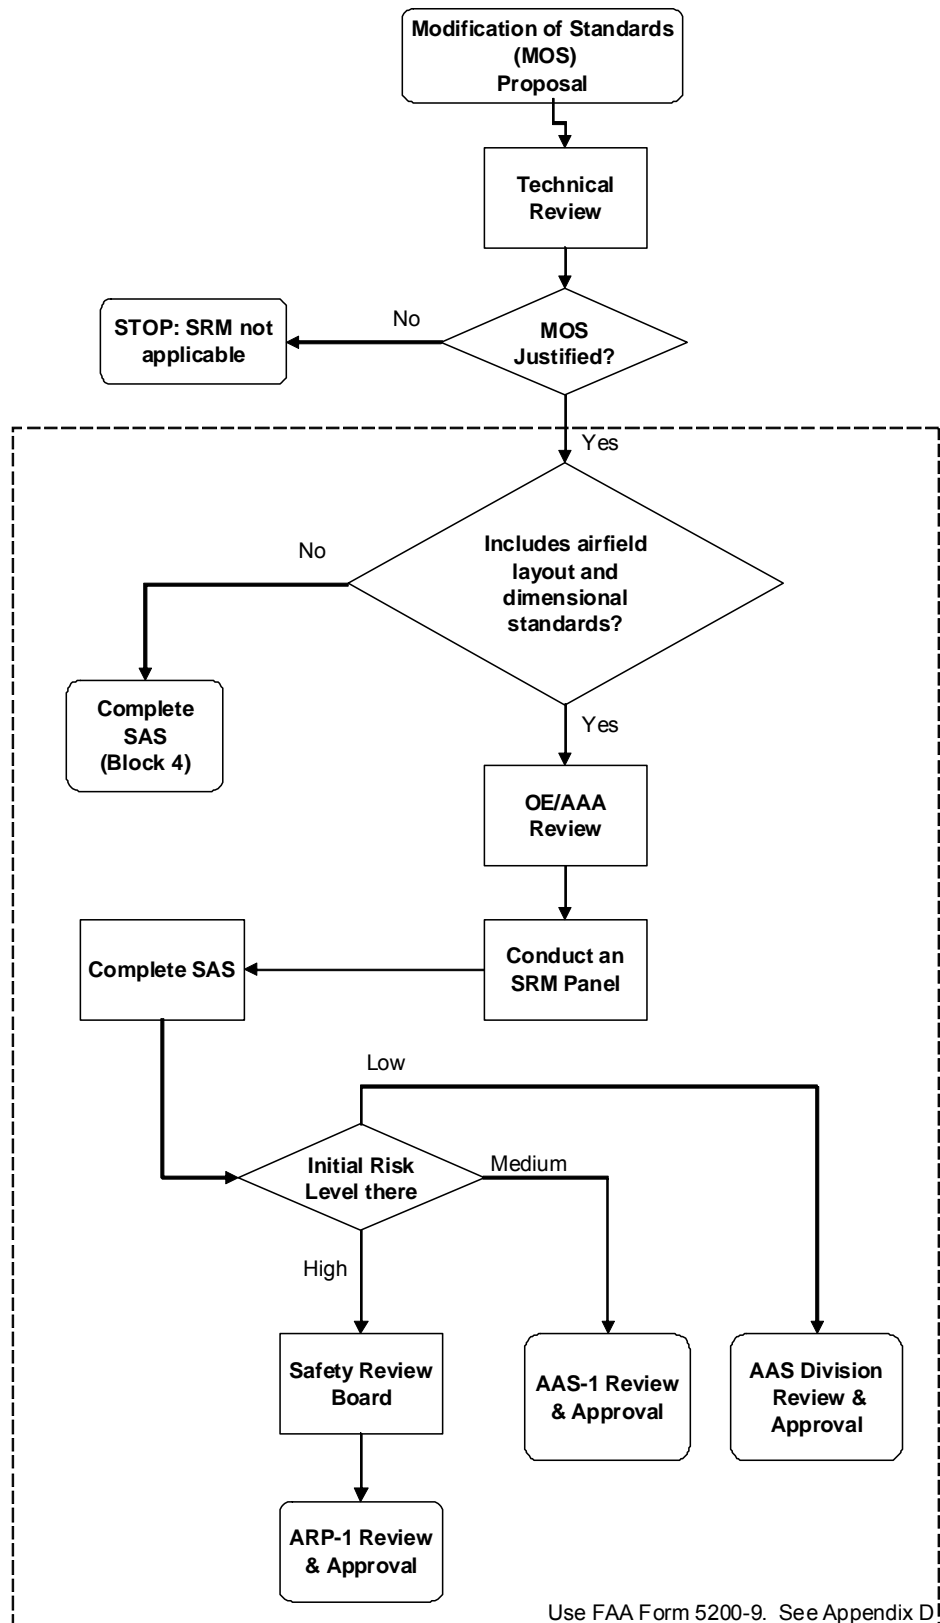 Modification of Standards
(MOS)
Proposal
Technical
Review
MOS
Justified?
No
STOP: SRM not
applicable
Yes
Includes airfield
layout and
dimensional
standards?
No
Complete
SAS
(Block 4)
Yes
OE/AAA
Review
Conduct an
SRM Panel
Complete SAS
Low
Initial Risk
Level there
Medium
High
Safety Review
Board
AAS-1 Review
& Approval
AAS Division
Review &
Approval
ARP-1 Review
& Approval
Use FAA Form 5200-9. See Appendix D